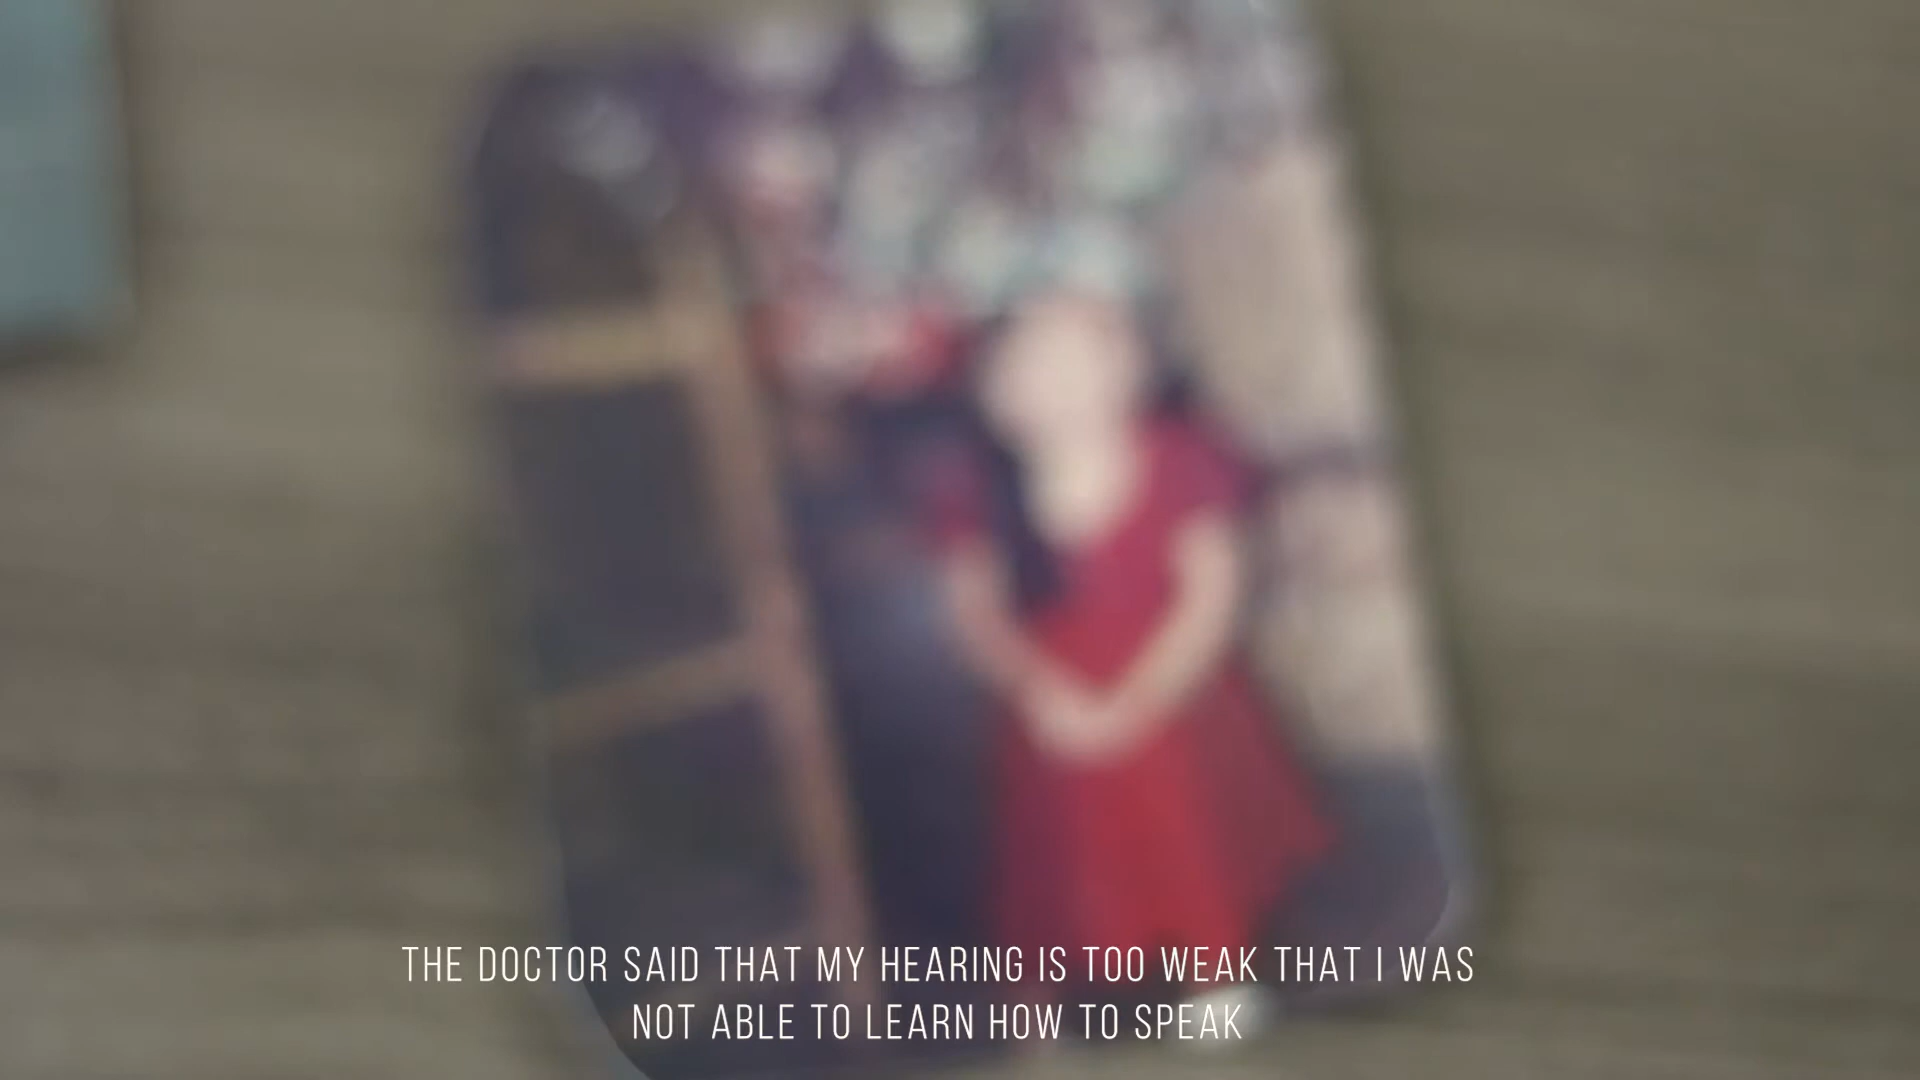 THE DOCTOR SAID THAT MY HEARING IS TOO WEAK THAT I WAS
NOT ABLE TO LEARN HOW TO SPEAK